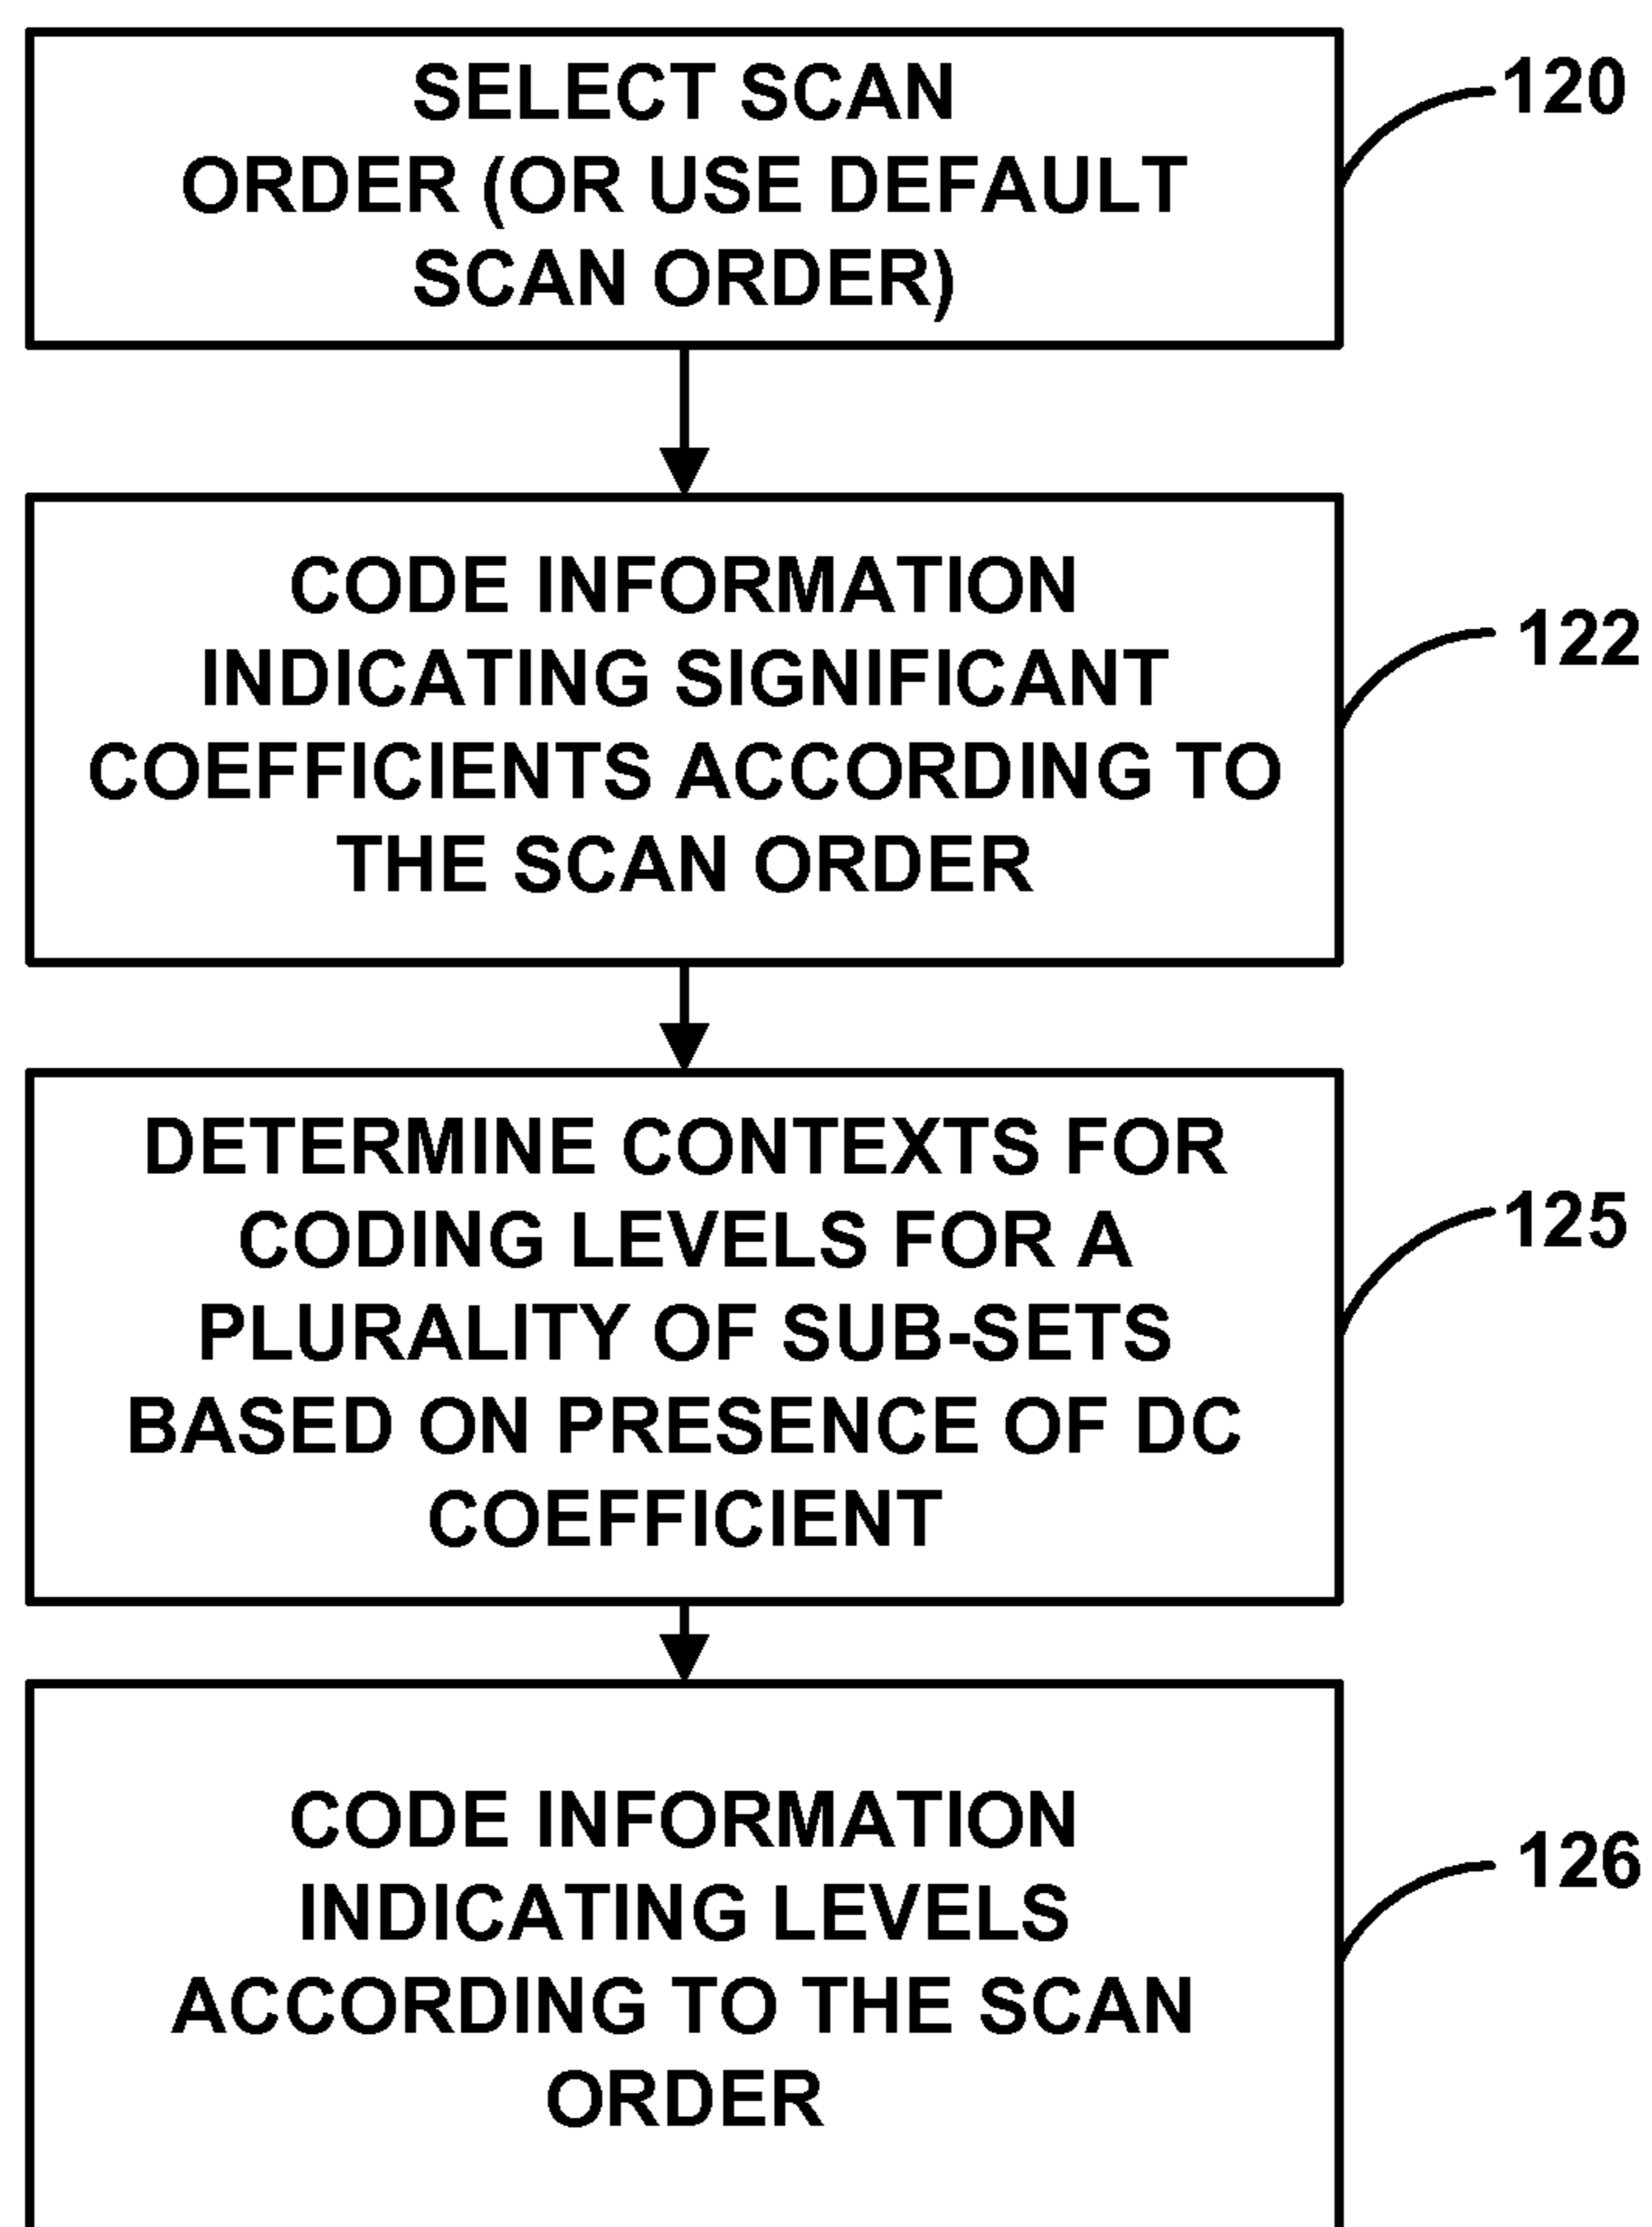 SELECT SCAN
ORDER (OR USE DEFAULT
SCAN ORDER)
120
CODE INFORMATION
INDICATING SIGNIFICANT
COEFFICIENTS ACCORDING TO
THE SCAN ORDER
122
DETERMINE CONTEXTS FOR
CODING LEVELS FOR A
PLURALITY OF SUB-SETS
BASED ON PRESENCE OF DC
COEFFICIENT
125
CODE INFORMATION
INDICATING LEVELS
ACCORDING TO THE SCAN
ORDER
126